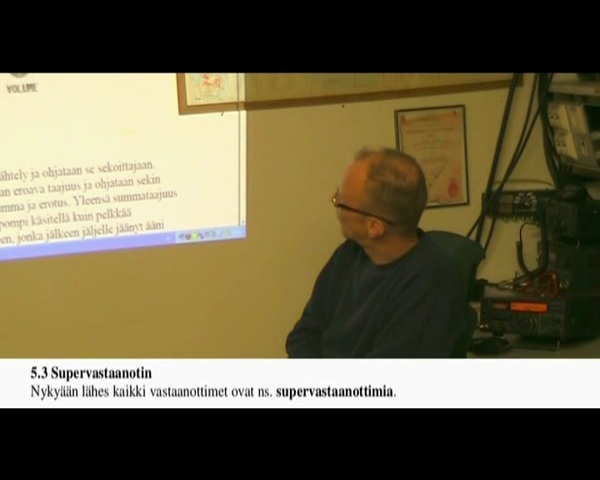 VOLUME
ähtely ja ohjataan se sekoittajaan.
an eroava taajuus ja ohjataan sekin
mma ja erotus. Yleensä summataajuus
pompi käsitellä kuin pelkkää
en, jonka jälkeen jäljelle jäänyt ääni
5.3 Supervastaanotin
Nykyään lähes kaikki vastaanottimet ovat ns. supervastaanottimia.